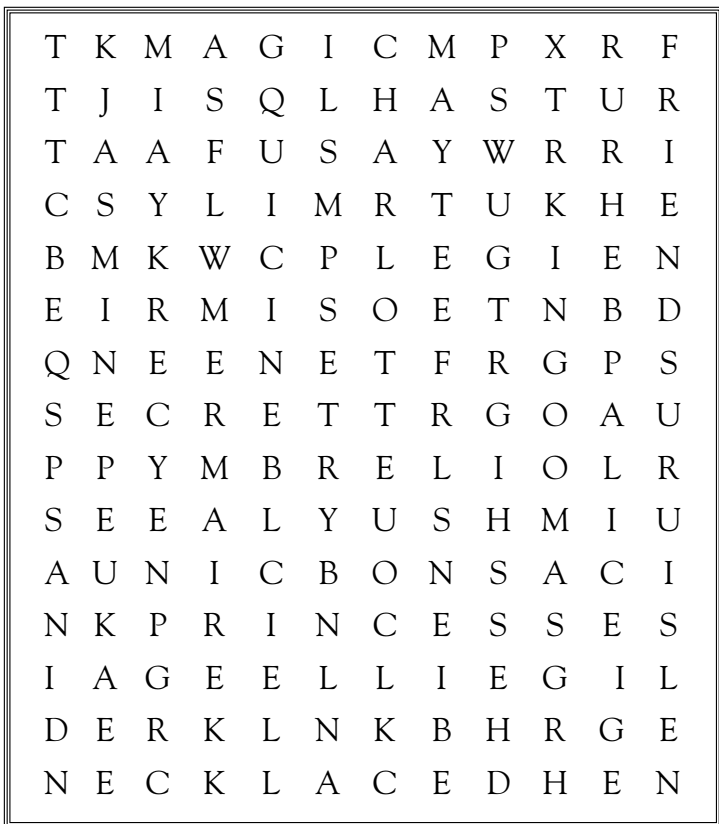 T K M A G I C M P X R F
T J I S Q L H A S T U R
T A A F U S A Y W R R I
C S Y L I M R T U K H E
B M K W C P L E G I E N
E I R M I S O E T N B D
Q N E E N E T F R G P S
S E C R E T T R G O A U
P P Y M B R E L I O L R
S E E A L Y U S H M I U
A U N I C B O N S A C I
N K P R I N C E S S E S
I A G E E L L I E G I L
D E R K L N K B H R G E
N E C K L A C E D H E N